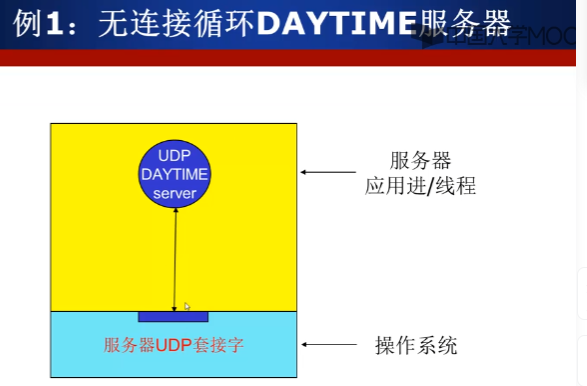 例1：无连接循环DAYTIME服务器
中国大学MOC
UDP
DAYTIME
server
服务器
应用进/线程
服务器UDP套接字
操作系统